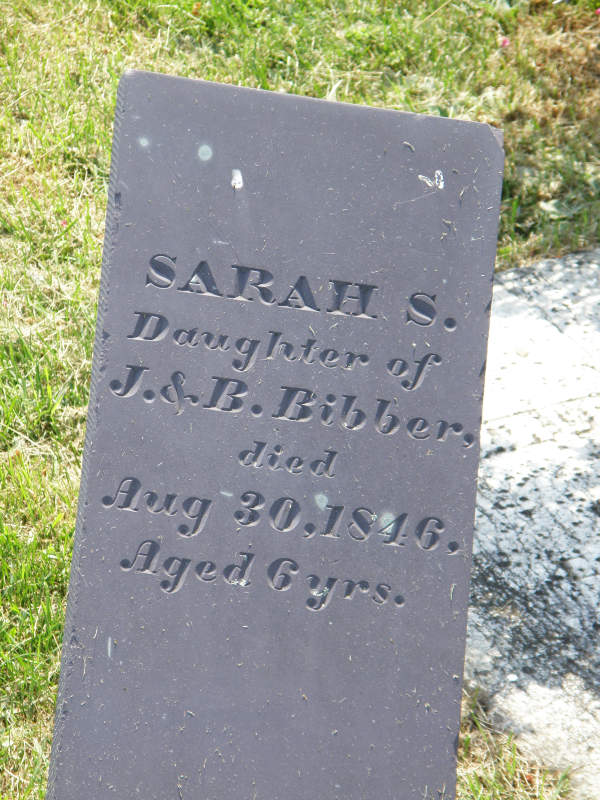 SARAH S.
Daughter of
J. & B. Bibber,
died
Aug 30, 1846,
Aged 6 yrs.